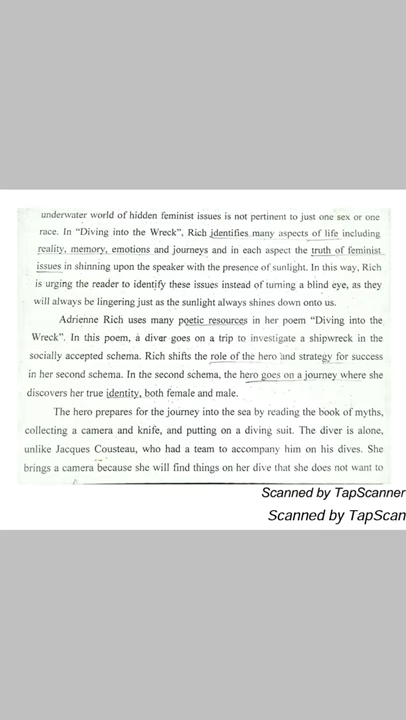 underwater world of hidden feminist issues is not pertinent to just one sex or one
race. In “Diving into the Wreck”, Rich identifies many aspects of life including
reality, memory, emotions and journeys and in each aspect the truth of feminist
issues in shinning upon the speaker with the presence of sunlight. In this way, Rich
is urging the reader to identify these issues instead of turning a blind eye, as they
will always be lingering just as the sunlight always shines down onto us.
Adrienne Rich uses many poetic resources in her poem “Diving into the
Wreck”. In this poem, a diver goes on a trip to investigate a shipwreck in the
socially accepted schema. Rich shifts the role of the hero and strategy for success
in her second schema. In the second schema, the hero goes on a journey where she
discovers her true identity, both female and male.
The hero prepares for the journey into the sea by reading the book of myths,
collecting a camera and knife, and putting on a diving suit. The diver is alone,
unlike Jacques Cousteau, who had a team to accompany him on his dives. She
brings a camera because she will find things on her dive that she does not want to
Scanned by TapScanner
Scanned by TapScan